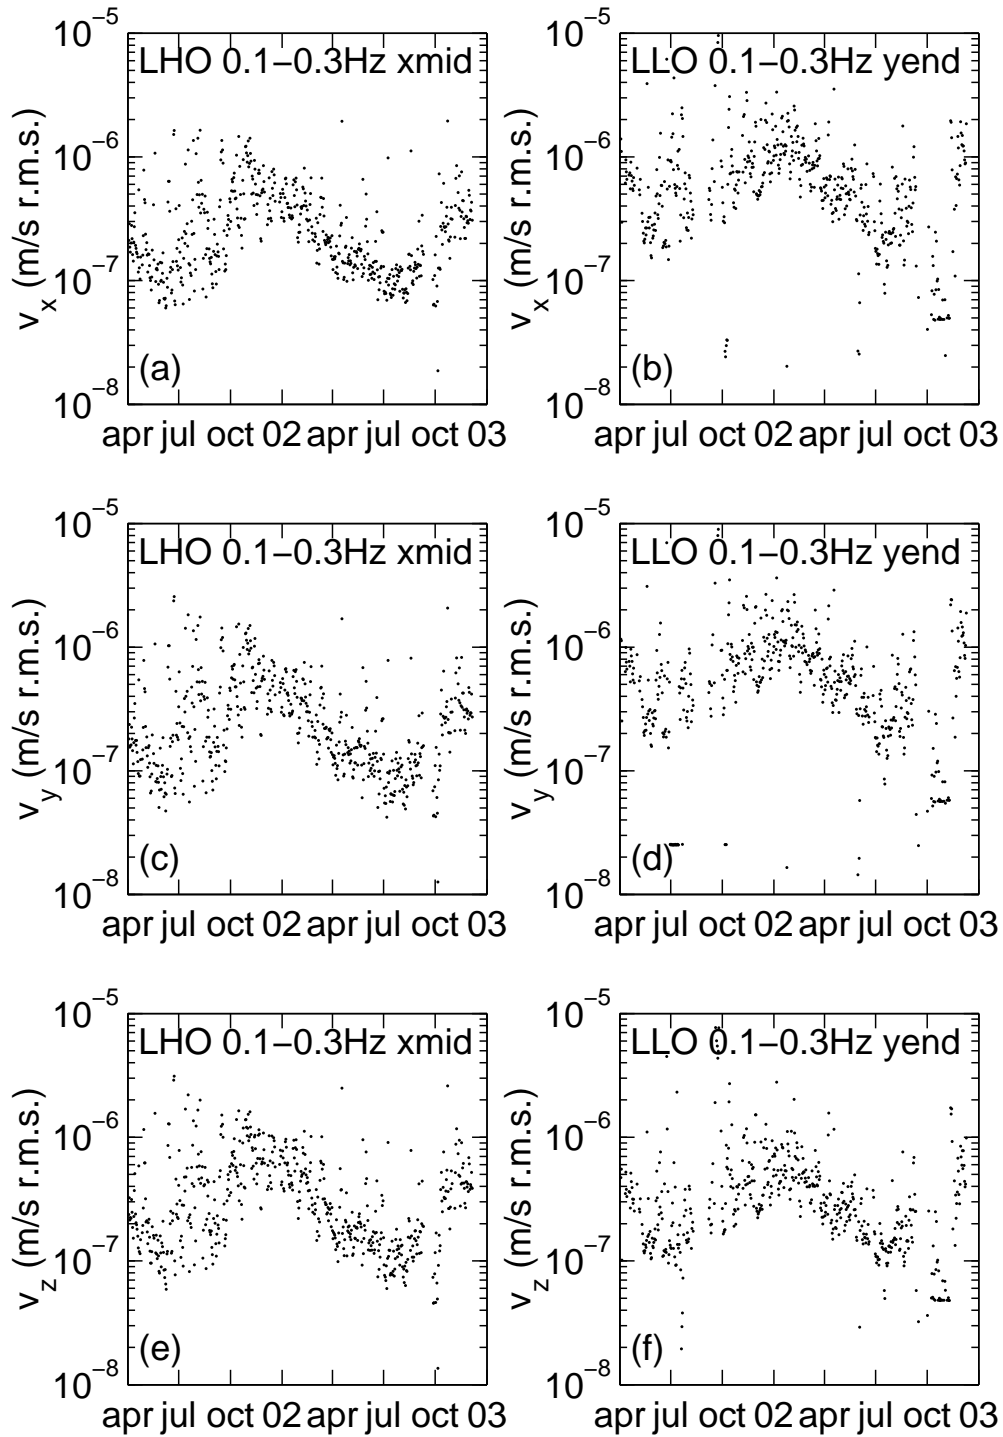 10⁻⁵ LHO 0.1−0.3Hz xmid
10⁻⁶
10⁻⁷
10⁻⁸
v_x (m/s r.m.s.)
(a)
apr jul oct 02 apr jul oct 03
10⁻⁵ LLO 0.1−0.3Hz yend
10⁻⁶
10⁻⁷
10⁻⁸
v_x (m/s r.m.s.)
(b)
apr jul oct 02 apr jul oct 03
10⁻⁵ LHO 0.1−0.3Hz xmid
10⁻⁶
10⁻⁷
10⁻⁸
v_y (m/s r.m.s.)
(c)
apr jul oct 02 apr jul oct 03
10⁻⁵ LLO 0.1−0.3Hz yend
10⁻⁶
10⁻⁷
10⁻⁸
v_y (m/s r.m.s.)
(d)
apr jul oct 02 apr jul oct 03
10⁻⁵ LHO 0.1−0.3Hz xmid
10⁻⁶
10⁻⁷
10⁻⁸
v_z (m/s r.m.s.)
(e)
apr jul oct 02 apr jul oct 03
10⁻⁵ LLO 0.1−0.3Hz yend
10⁻⁶
10⁻⁷
10⁻⁸
v_z (m/s r.m.s.)
(f)
apr jul oct 02 apr jul oct 03